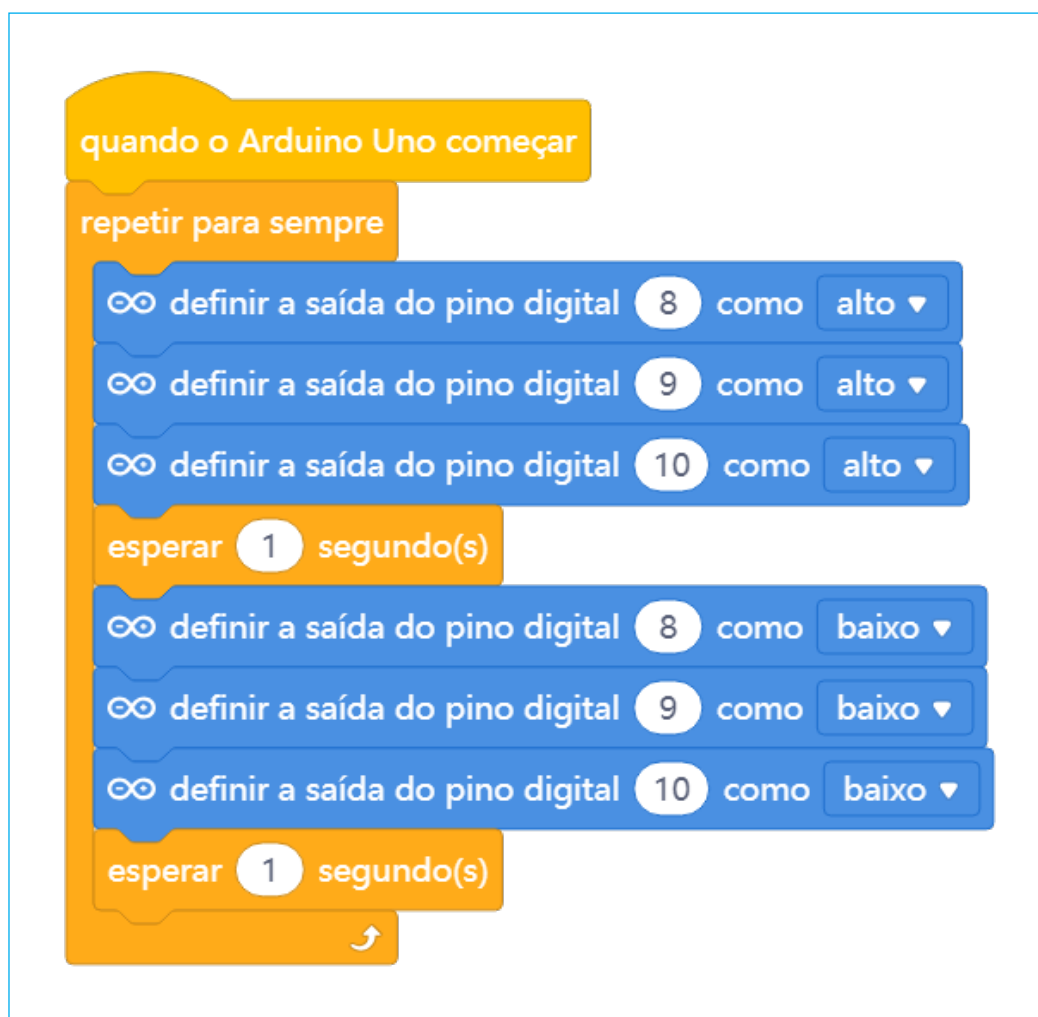 quando o Arduino Uno começar
repetir para sempre
definir a saída do pino digital 8 como alto
definir a saída do pino digital 9 como alto
definir a saída do pino digital 10 como alto
esperar 1 segundo(s)
definir a saída do pino digital 8 como baixo
definir a saída do pino digital 9 como baixo
definir a saída do pino digital 10 como baixo
esperar 1 segundo(s)